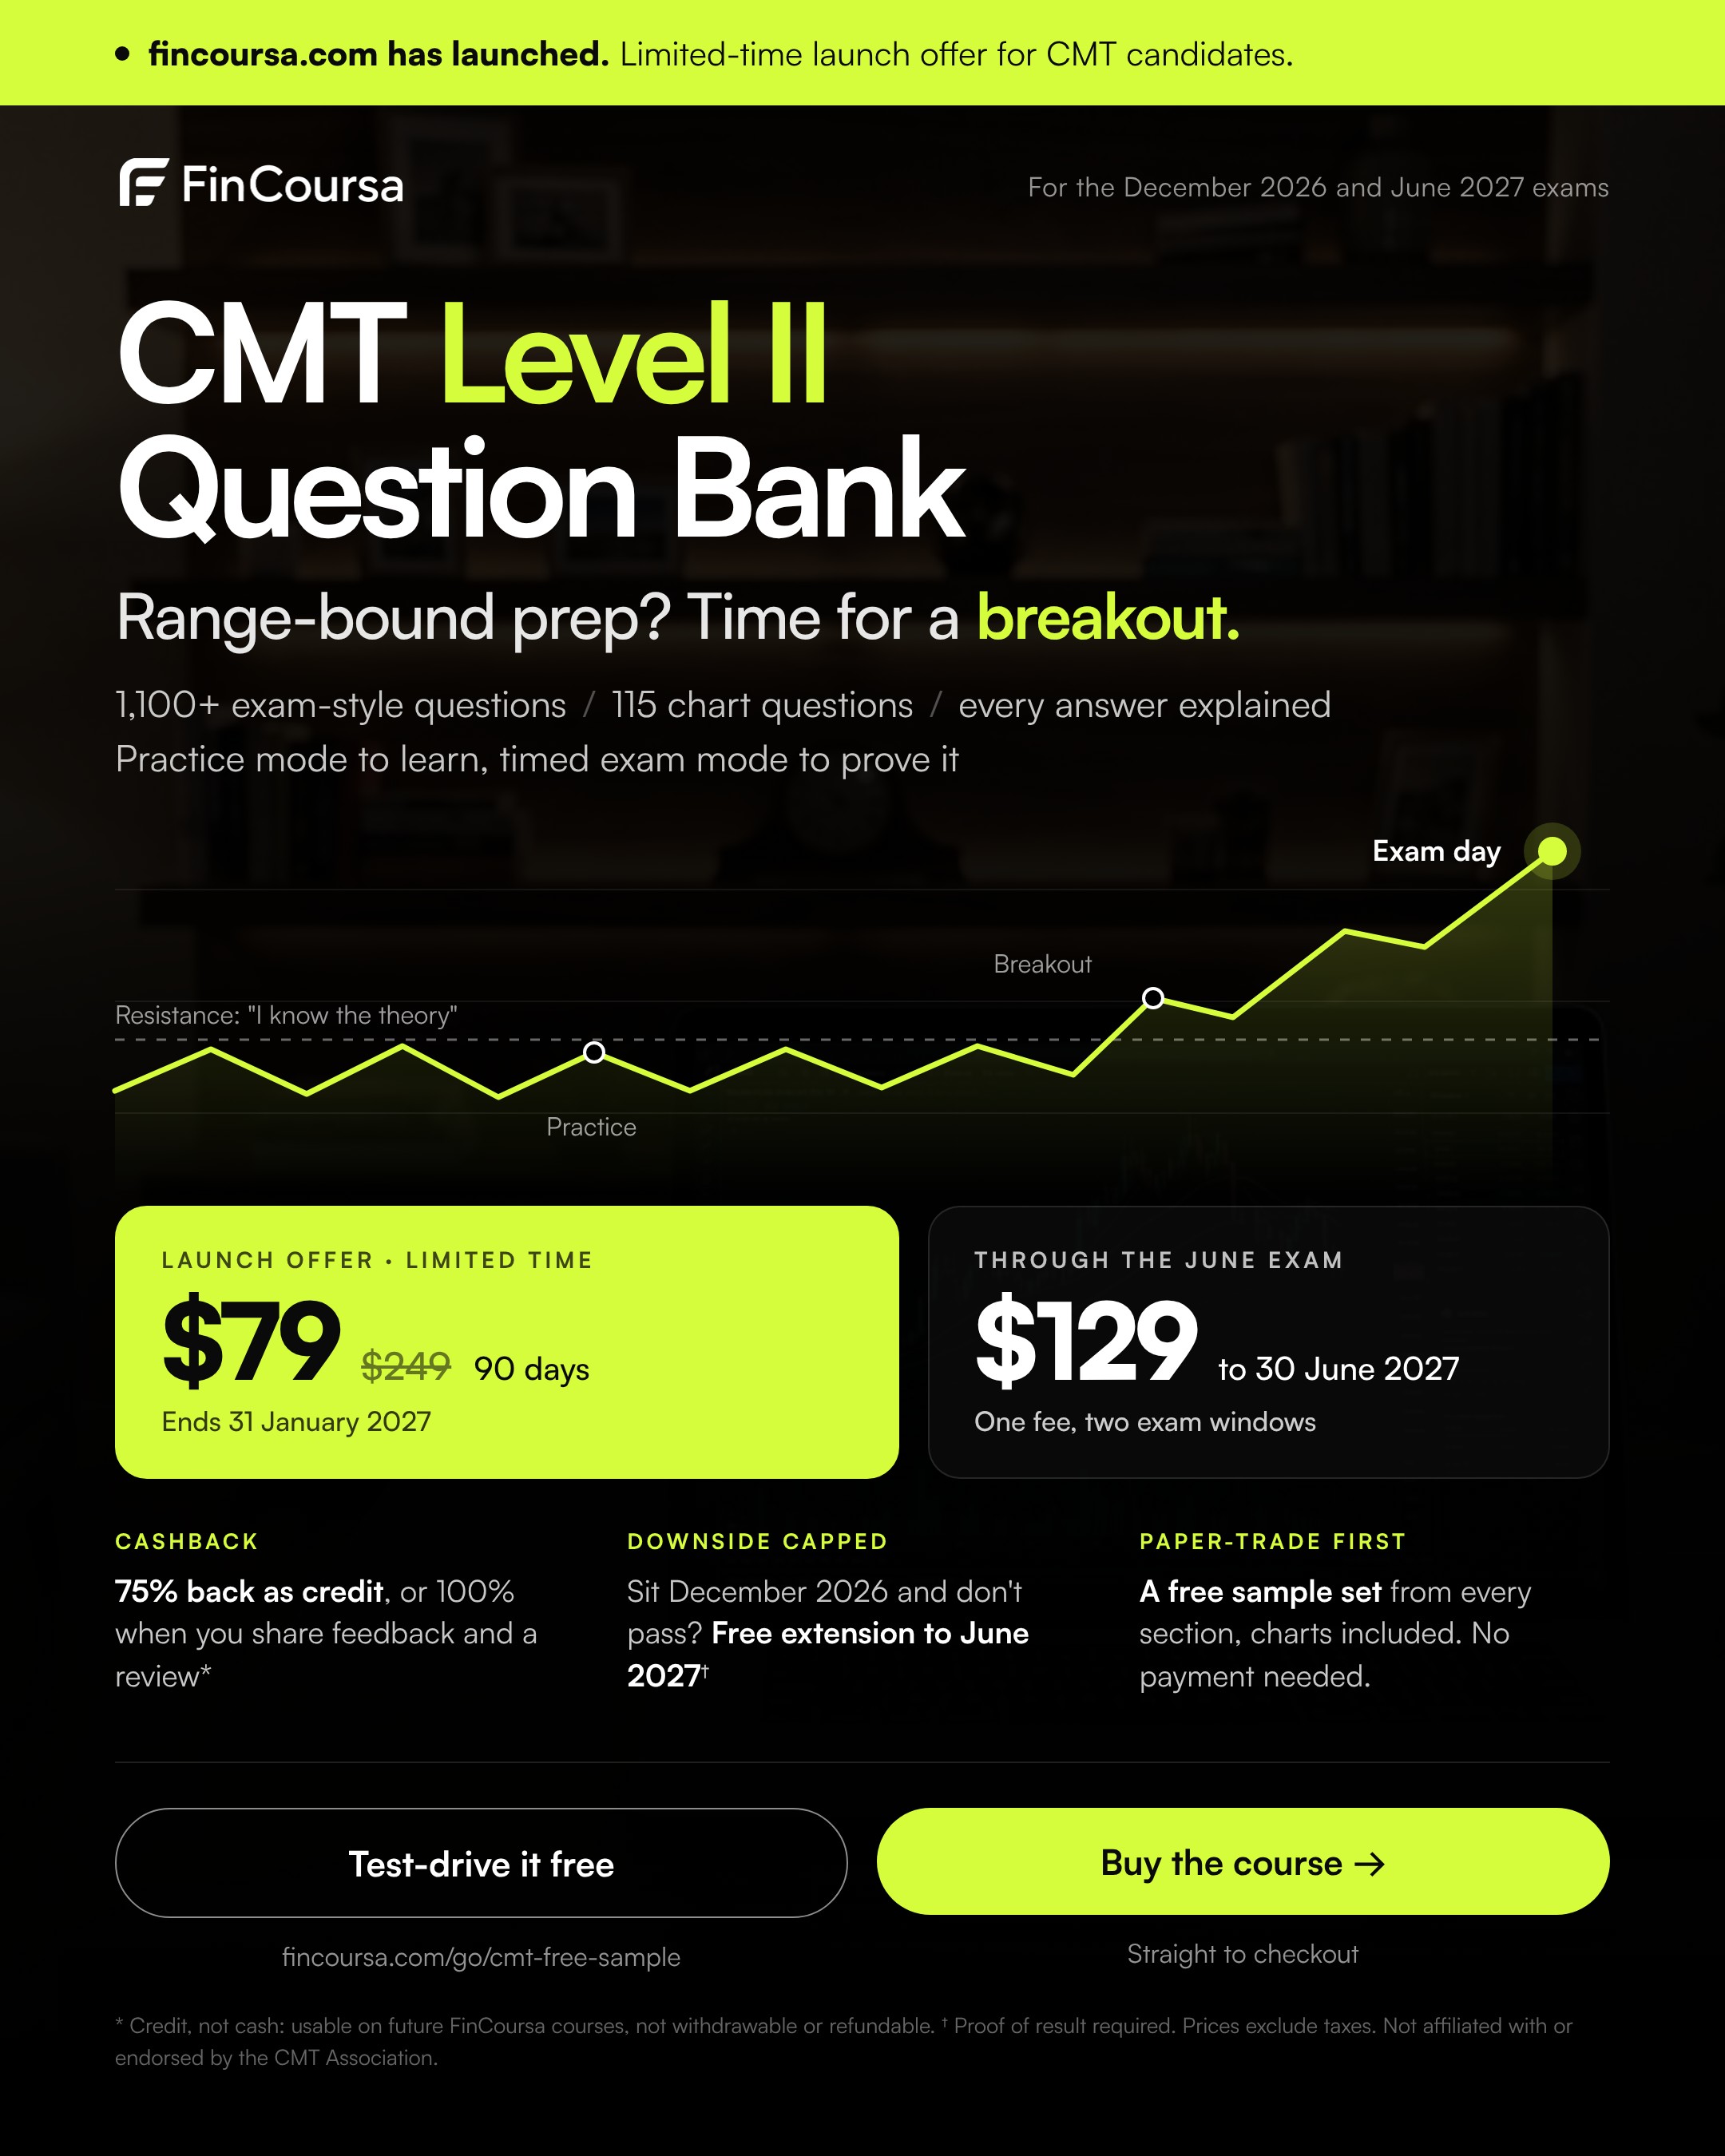 • fincoursa.com has launched. Limited-time launch offer for CMT candidates.
FinCoursa
For the December 2026 and June 2027 exams
CMT Level II
Question Bank
Range-bound prep? Time for a breakout.
1,100+ exam-style questions / 115 chart questions / every answer explained
Practice mode to learn, timed exam mode to prove it
Exam day
Breakout
Resistance: "I know the theory"
Practice
LAUNCH OFFER · LIMITED TIME
$79 $249 90 days
Ends 31 January 2027
THROUGH THE JUNE EXAM
$129 to 30 June 2027
One fee, two exam windows
CASHBACK
75% back as credit, or 100%
when you share feedback and a
review*
DOWNSIDE CAPPED
Sit December 2026 and don't
pass? Free extension to June
2027†
PAPER-TRADE FIRST
A free sample set from every
section, charts included. No
payment needed.
Test-drive it free
fincoursa.com/go/cmt-free-sample
Buy the course →
Straight to checkout
* Credit, not cash: usable on future FinCoursa courses, not withdrawable or refundable. † Proof of result required. Prices exclude taxes. Not affiliated with or
endorsed by the CMT Association.